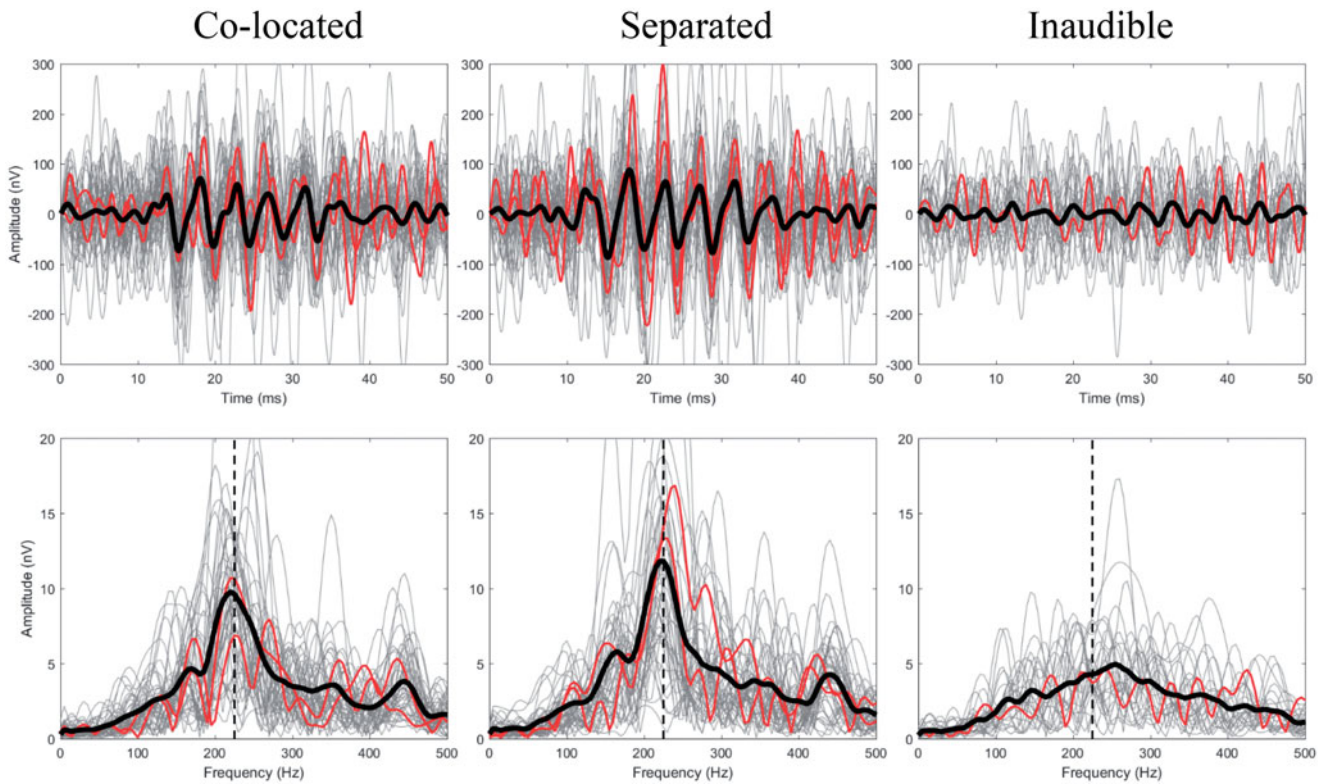 Co-located Separated Inaudible
300 300 300
200 200 200
100 100 100
Amplitude (nV) 0 0 0
-100 -100 -100
-200 -200 -200
-300 -300 -300
0 10 20 30 40 50 0 10 20 30 40 50 0 10 20 30 40 50
Time (ms) Time (ms) Time (ms)
20 20 20
15 15 15
Amplitude (nV) 10 10 10
5 5 5
0 0 0
0 100 200 300 400 500 0 100 200 300 400 500 0 100 200 300 400 500
Frequency (Hz) Frequency (Hz) Frequency (Hz)